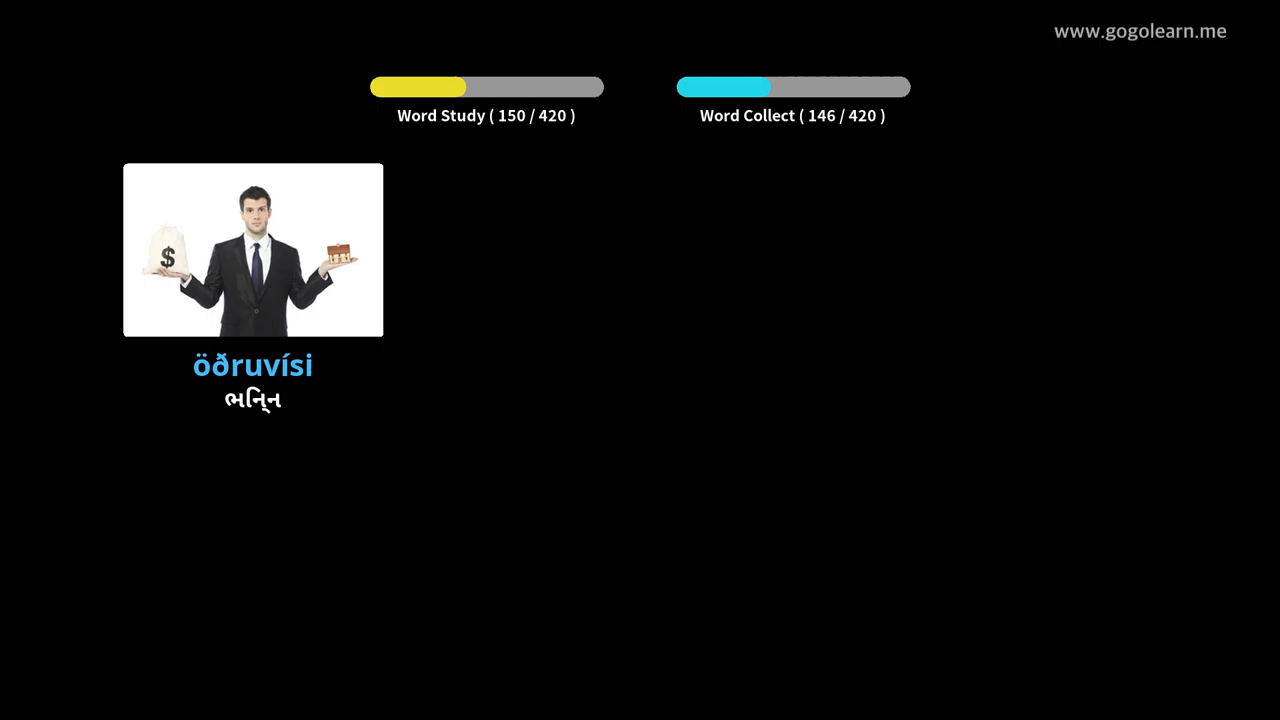 www.gogolearn.me
Word Study ( 150 / 420 )
Word Collect ( 146 / 420 )
$
öðruvísi
ભિન્ન